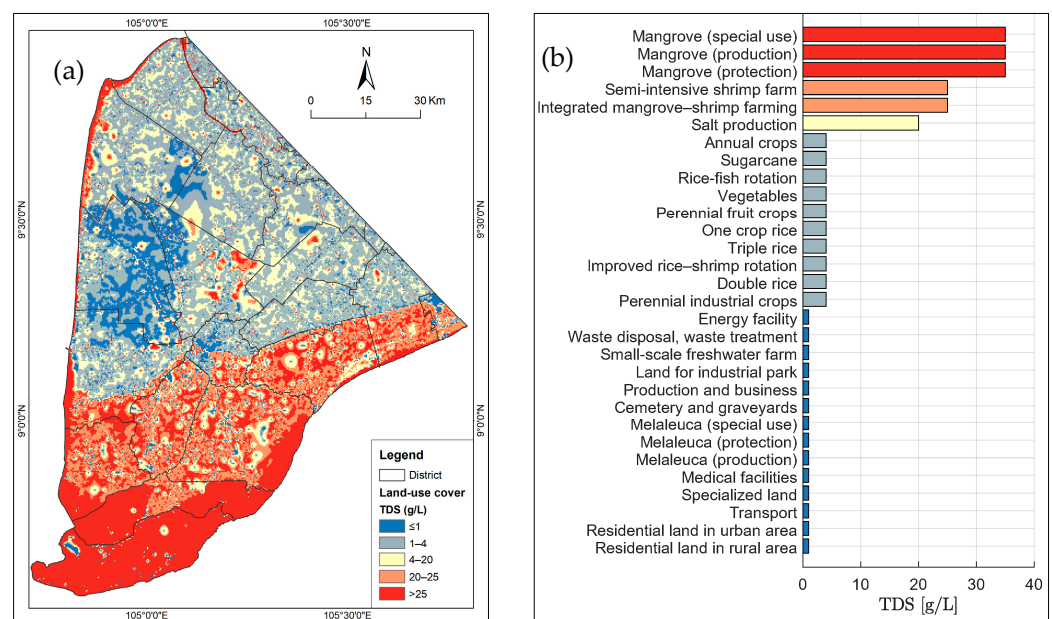 105°0'0"E
105°30'0"E
(a)
N
0
15
30 Km
9°30'0"N
9°30'0"N
9°0'0"N
9°0'0"N
Legend
District
Land-use cover
TDS (g/L)
≤1
1–4
4–20
20–25
>25
105°0'0"E
105°30'0"E
(b)
Mangrove (special use)
Mangrove (production)
Mangrove (protection)
Semi-intensive shrimp farm
Integrated mangrove–shrimp farming
Salt production
Annual crops
Sugarcane
Rice-fish rotation
Vegetables
Perennial fruit crops
One crop rice
Triple rice
Improved rice–shrimp rotation
Double rice
Perennial industrial crops
Energy facility
Waste disposal, waste treatment
Small-scale freshwater farm
Land for industrial park
Production and business
Cemetery and graveyards
Melaleuca (special use)
Melaleuca (protection)
Melaleuca (production)
Medical facilities
Specialized land
Transport
Residential land in urban area
Residential land in rural area
0 10 20 30 40
TDS [g/L]